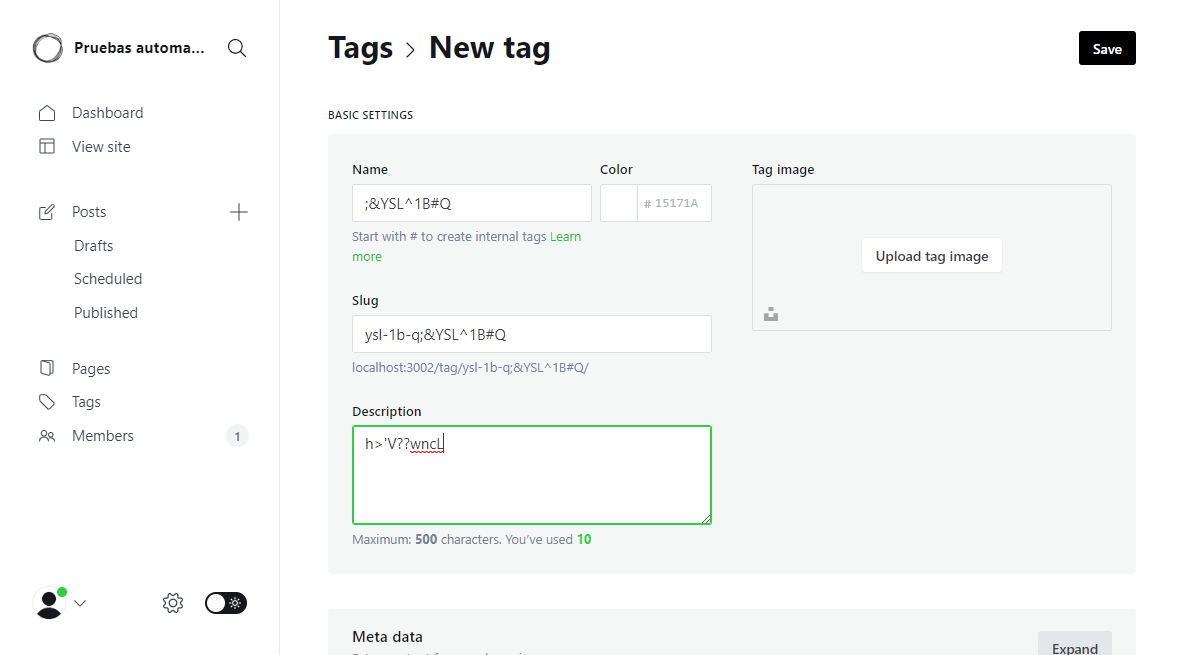 Pruebas automa...
Dashboard
View site
Posts
Drafts
Scheduled
Published
Pages
Tags
Members
1
Tags > New tag
Save
BASIC SETTINGS
Name
Color
Tag image
;&YSL^1B#Q
# 15171A
Start with # to create internal tags Learn
more
Upload tag image
Slug
ysl-1b-q;&YSL^1B#Q
localhost:3002/tag/ysl-1b-q;&YSL^1B#Q/
Description
h>'V??wncL
Maximum: 500 characters. You've used 10
Meta data
Expand